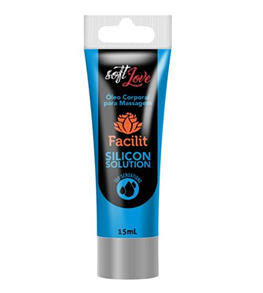 soft Love
Óleo Corporal
para Massagem
Facilit
SILICON
SOLUTION
15mL